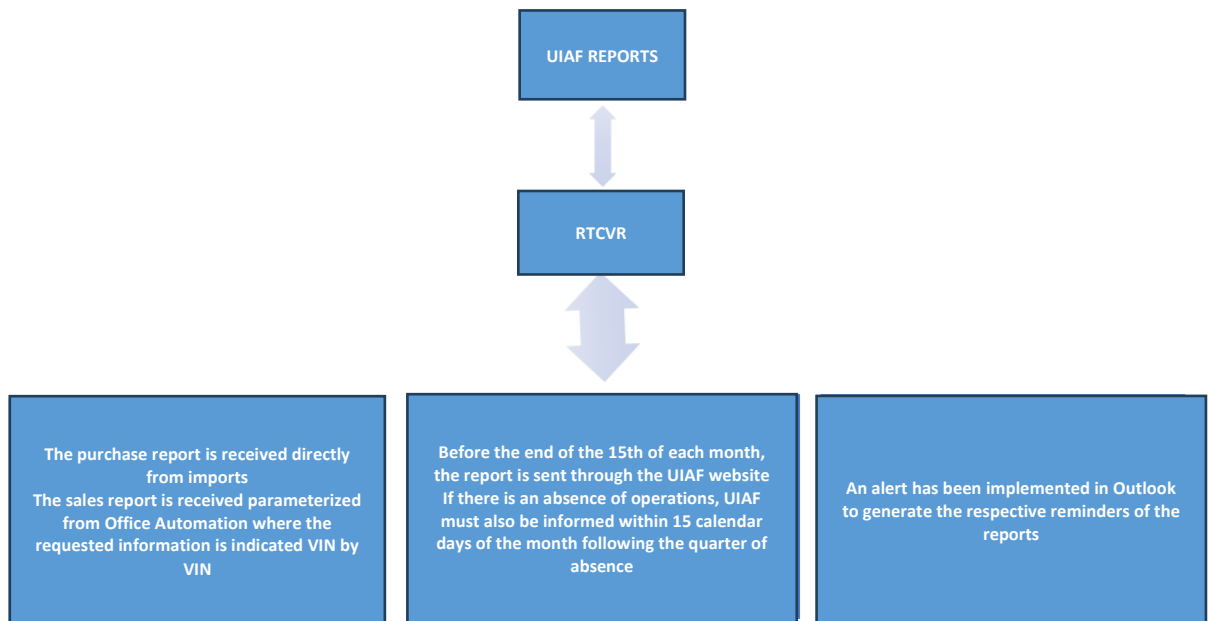 UIAF REPORTS
RTCVR
The purchase report is received directly
from imports
The sales report is received parameterized
from Office Automation where the
requested information is indicated VIN by
VIN
Before the end of the 15th of each month,
the report is sent through the UIAF website
If there is an absence of operations, UIAF
must also be informed within 15 calendar
days of the month following the quarter of
absence
An alert has been implemented in Outlook
to generate the respective reminders of the
reports